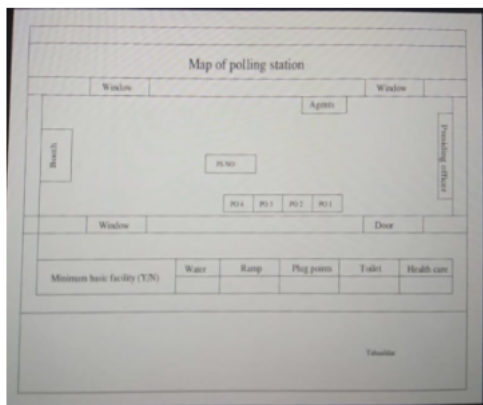 Map of polling station
Window Window
Agents
Booth
Presiding officer
PS NO
PO 4 PO 3 PO 2 PO 1
Window Door
Minimum basic facility (Y/N) Water Ramp Plug points Toilet Health care
Tahasildar